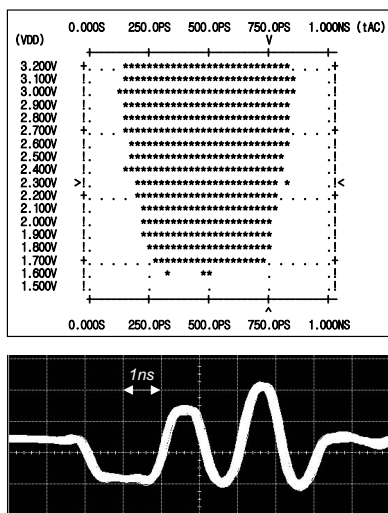 0.000S 250.0PS 500.0PS 750.0PS 1.000NS (tAC)
(VDD) V
3.200V +******************************+
3.100V *******************************
3.000V ********************************
2.900V ******************************
2.800V ******************************
2.700V +******************************+
2.600V *****************************
2.500V ****************************
2.400V *****************************
> 2.300V ************************* * <
2.200V +*************************+
2.100V ************************
2.000V ***********************
1.900V ***********************
1.800V **********************
1.700V +********************+
1.600V * **
1.500V
^
0.000S 250.0PS 500.0PS 750.0PS 1.000NS
1ns